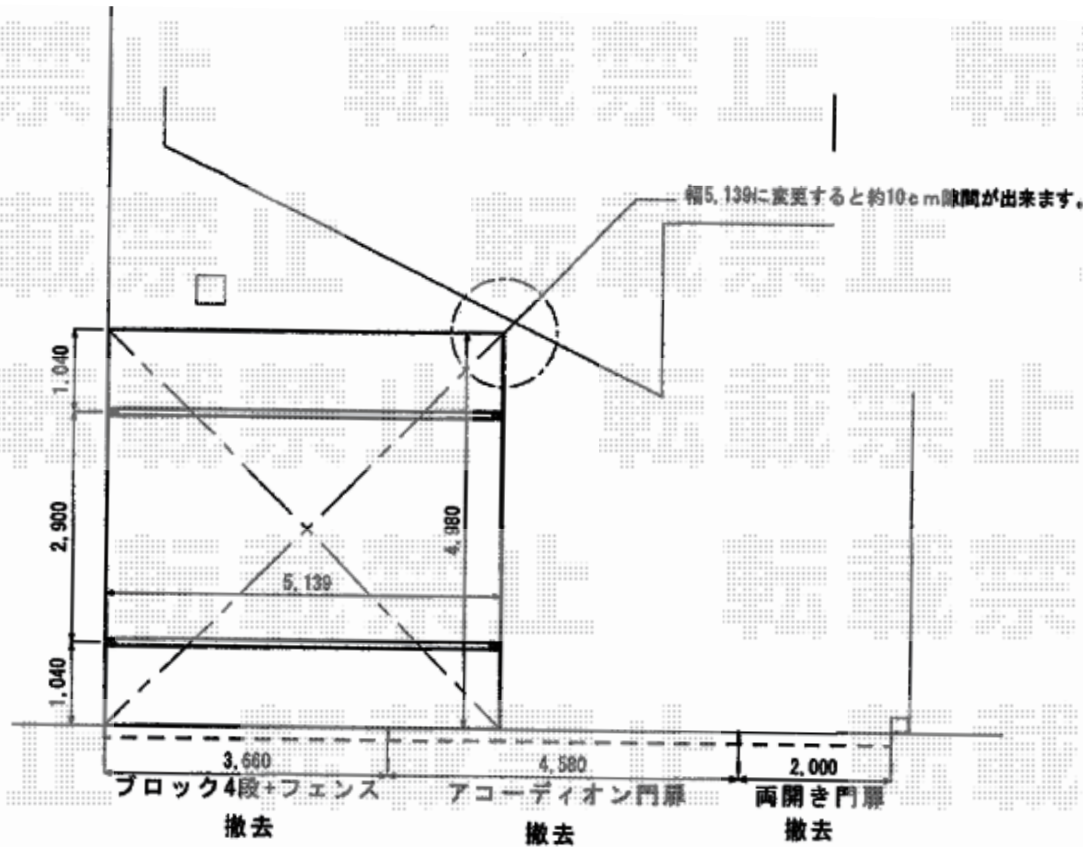 転載禁止 転載禁止 転載禁止
幅5,139に変更すると約10cm隙間が出来ます。
転載禁止 転載禁止
1,040
2,900
4,980
5,139
1,040
3,660
4,580
2,000
ブロック4段+フェンス
アコーディオン門扉
両開き門扉
撤去
撤去
撤去